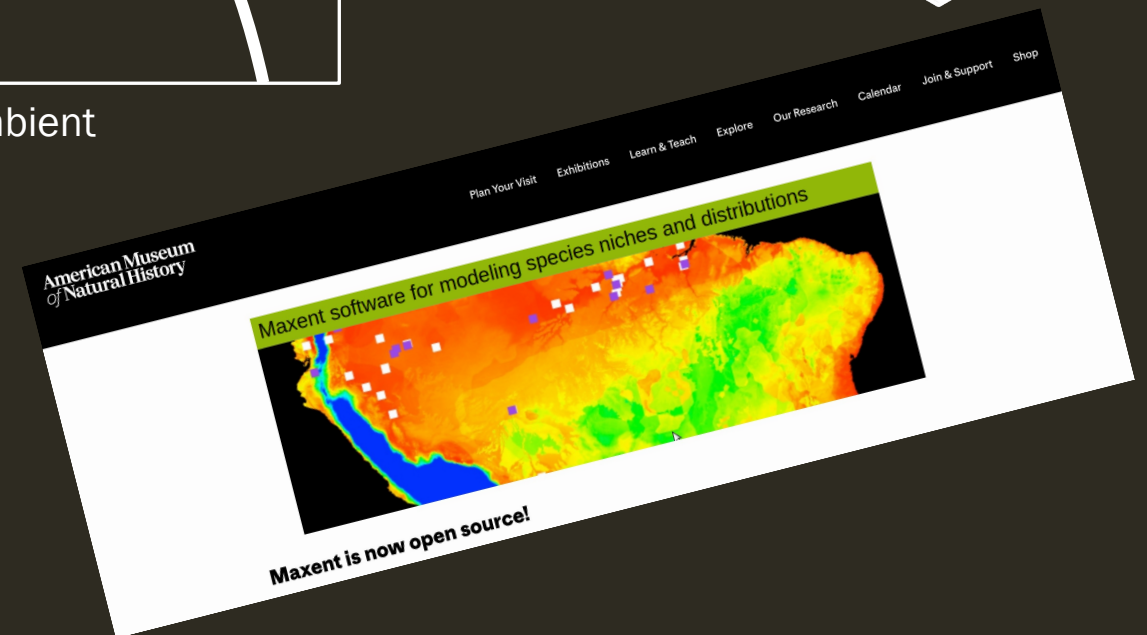 bient
Plan Your Visit Exhibitions Learn & Teach Explore Our Research Calendar Join & Support Shop
American Museum
of Natural History
Maxent software for modeling species niches and distributions
Maxent is now open source!